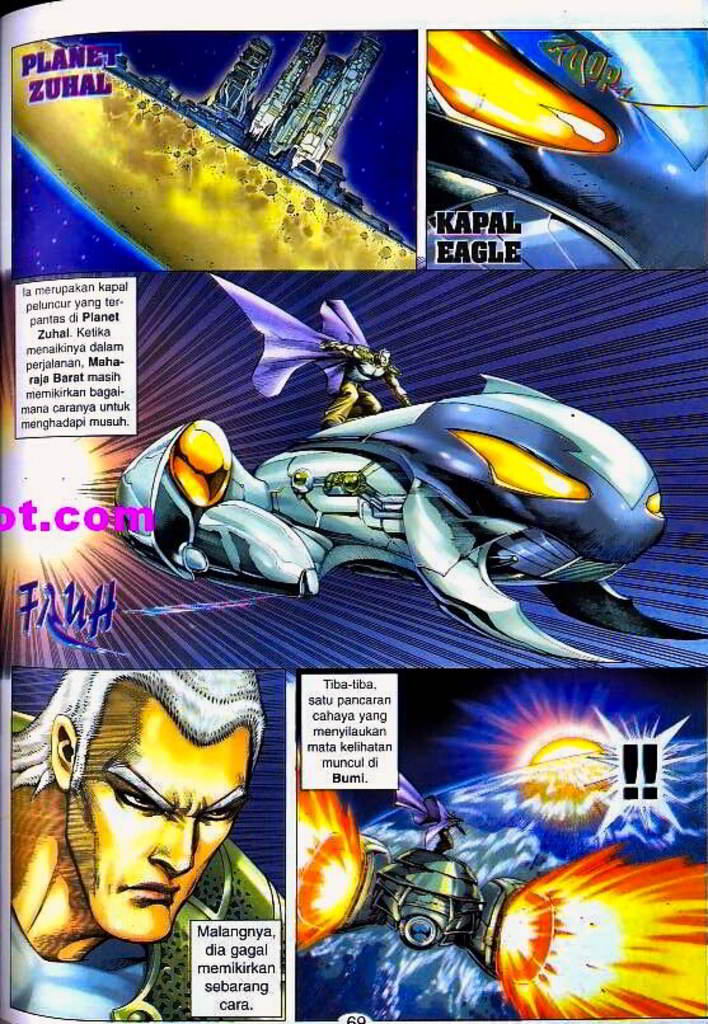 PLANET
ZUHAL
ZOOP
KAPAL
EAGLE
Ia merupakan kapal
peluncur yang ter-
pantas di Planet
Zuhal. Ketika
menaikinya dalam
perjalanan, Maha-
raja Barat masih
memikirkan bagai-
mana caranya untuk
menghadapi musuh.
ot.com
Malangnya,
dia gagal
memikirkan
sebarang
cara.
Tiba-tiba,
satu pancaran
cahaya yang
menyilaukan
mata kelihatan
muncul di
Bumi.
!!
69